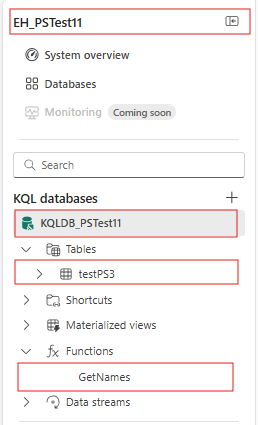 EH_PSTest11
System overview
Databases
Monitoring Coming soon
Search
KQL databases
KQLDB_PSTest11
Tables
testPS3
Shortcuts
Materialized views
Functions
GetNames
Data streams